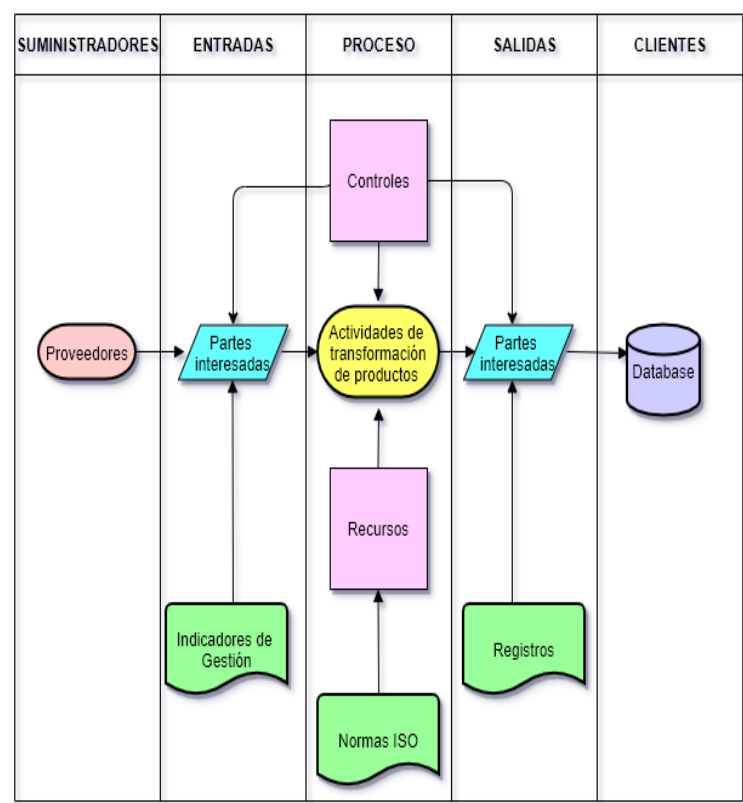 SUMINISTRADORES
ENTRADAS
PROCESO
SALIDAS
CLIENTES
Controles
Proveedores
Partes
interesadas
Actividades de
transformación
de productos
Partes
interesadas
Database
Recursos
Indicadores de
Gestión
Registros
Normas ISO